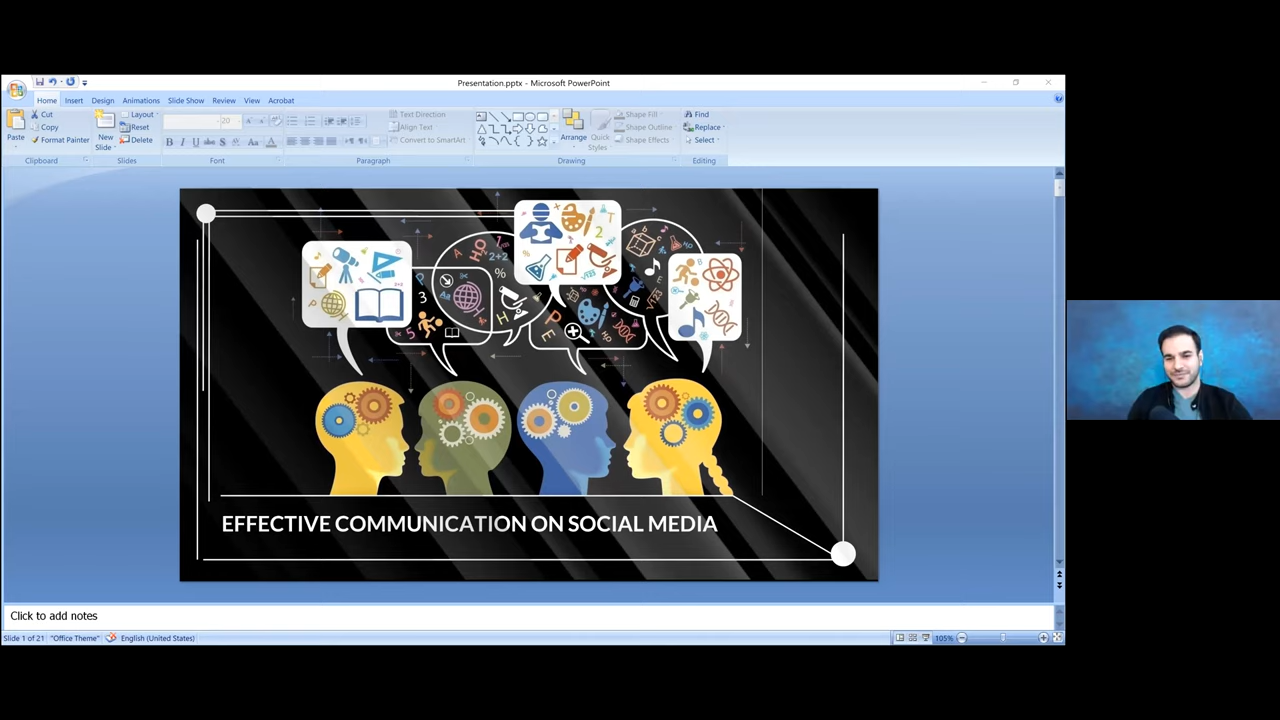 Presentation.pptx - Microsoft PowerPoint
Home Insert Design Animations Slide Show Review View Acrobat
Paste
Cut
Copy
Format Painter
Clipboard
New Slide
Layout
Reset
Delete
Slides
20
B I U abc S
Aa A
Font
Text Direction
Align Text
Convert to SmartArt
Paragraph
Arrange
Quick Styles
Shape Fill
Shape Outline
Shape Effects
Drawing
Find
Replace
Select
Editing
EFFECTIVE COMMUNICATION ON SOCIAL MEDIA
Click to add notes
Slide 1 of 21 "Office Theme" English (United States) 105%